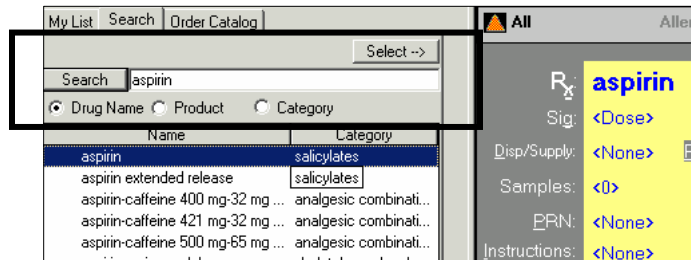 My List Search Order Catalog
Select -->
Search aspirin
Drug Name Product Category
Name Category
aspirin salicylates
aspirin extended release salicylates
aspirin-caffeine 400 mg-32 mg ... analgesic combinati...
aspirin-caffeine 421 mg-32 mg ... analgesic combinati...
aspirin-caffeine 500 mg-65 mg ... analgesic combinati...
All Aller
Rx: aspirin
Sig: <Dose>
Disp/Supply: <None>
Samples: <0>
PRN: <None>
Instructions: <None>